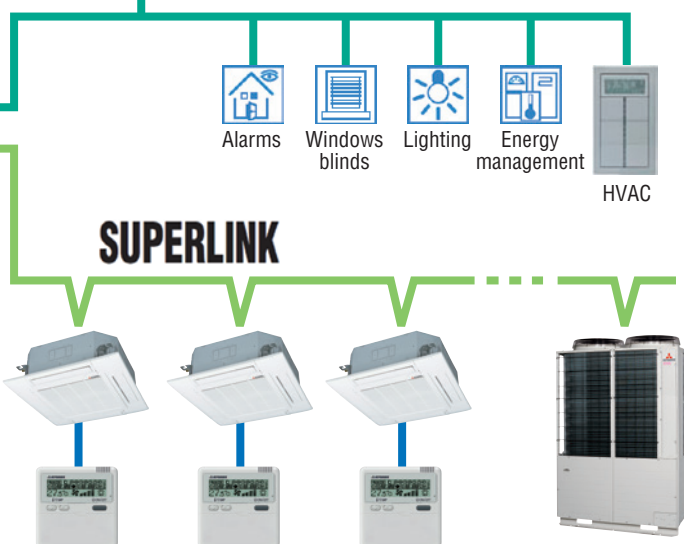 Alarms
Windows
blinds
Lighting
Energy
management
HVAC
SUPERLINK